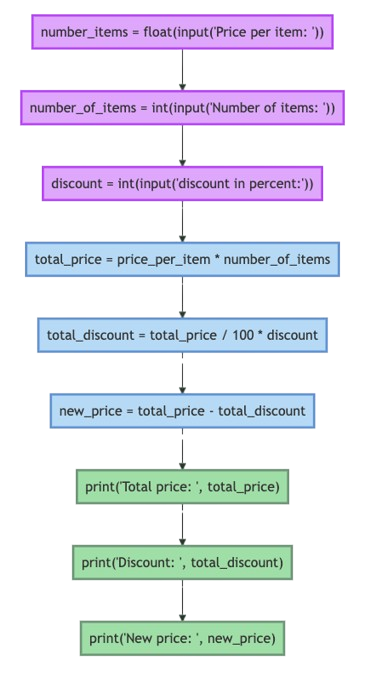 number_items = float(input('Price per item: '))
number_of_items = int(input('Number of items: '))
discount = int(input('discount in percent:'))
total_price = price_per_item * number_of_items
total_discount = total_price / 100 * discount
new_price = total_price - total_discount
print('Total price: ', total_price)
print('Discount: ', total_discount)
print('New price: ', new_price)